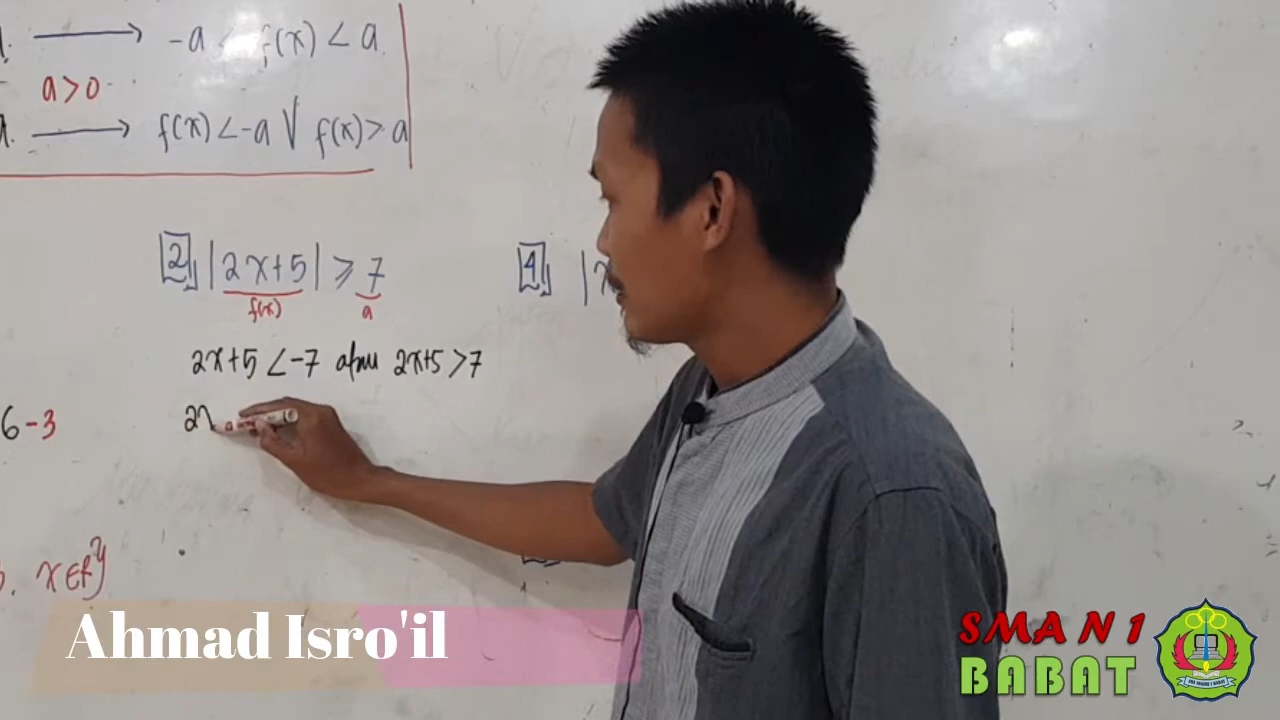 -a < f(x) < a.
a>0
f(x) < -a V f(x) > a
2 |2x+5| ≥ 7
f(x) a
4 |x
2x+5 < -7 atau 2x+5 > 7
6 -3
2x
x∈R}
Ahmad Isro'il
SMA N 1
BABAT